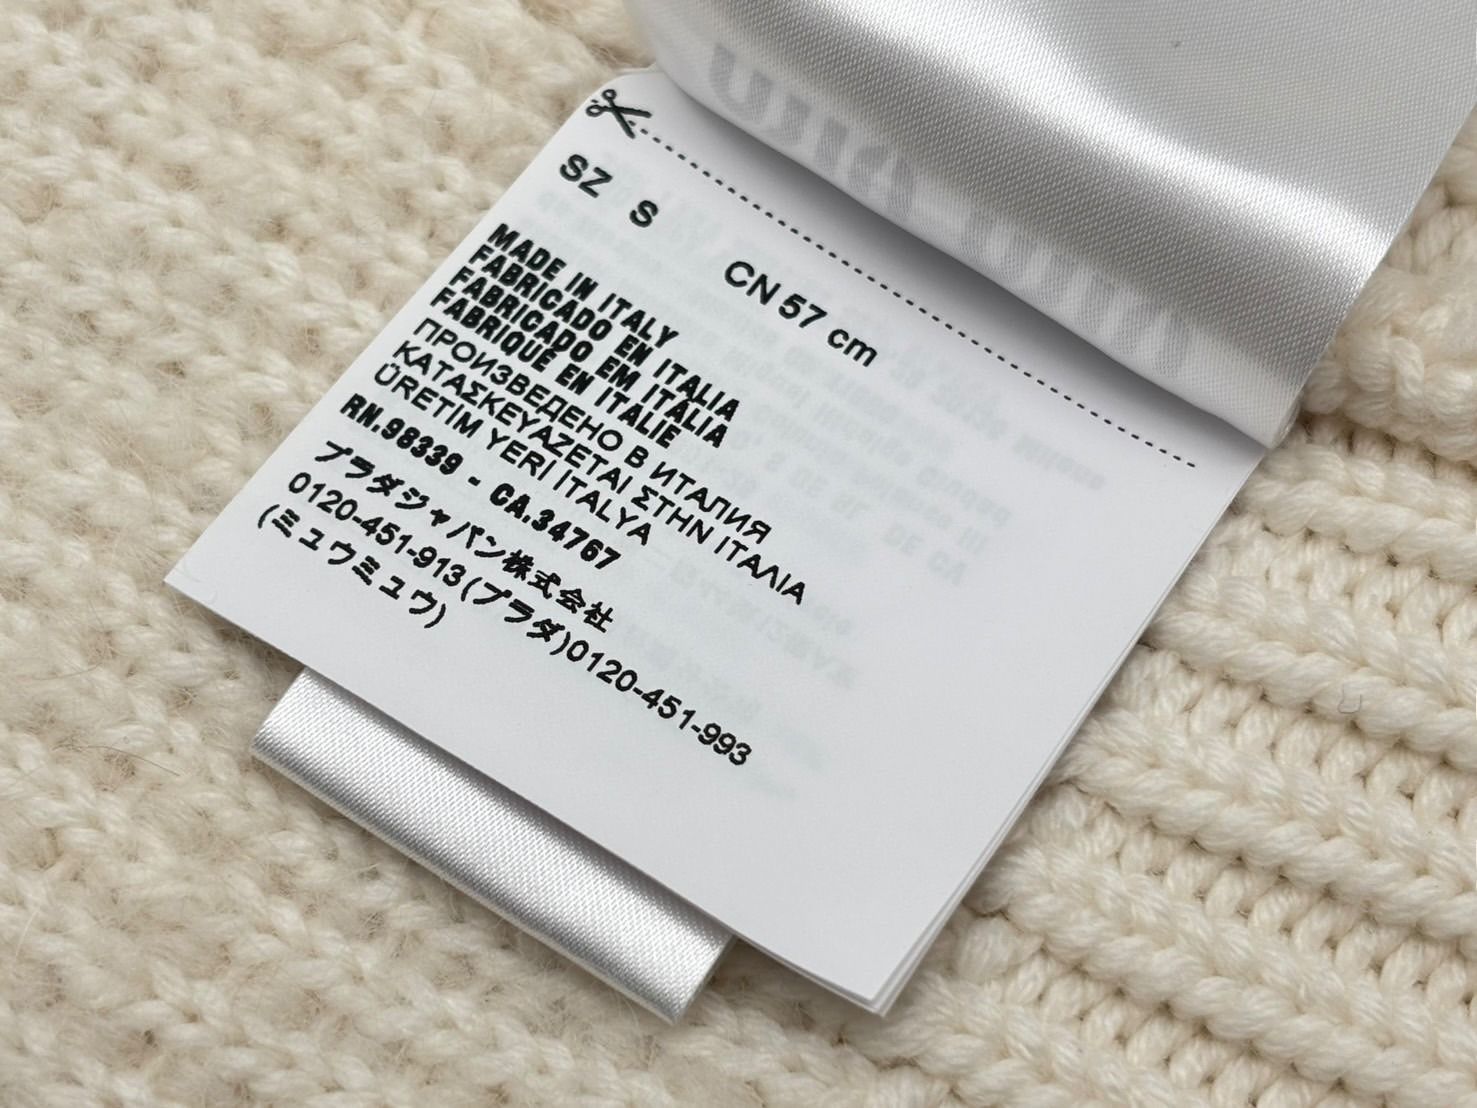 SZ S CN 57 cm
MADE IN ITALY
FABRICADO EN ITALIA
FABRICADO EM ITÁLIA
FABRIQUÉ EN ITALIE
ПРОИЗВЕДЕНО В ИТАЛИЯ
ΚΑΤΑΣΚΕΥΑΖΕΤΑΙ ΣΤΗΝ ΙΤΑΛΙΑ
ÜRETIM YERI ITALYA
RN.98339 - CA.34767
プラダジャパン株式会社
0120-451-913(プラダ)0120-451-993
(ミュウミュウ)